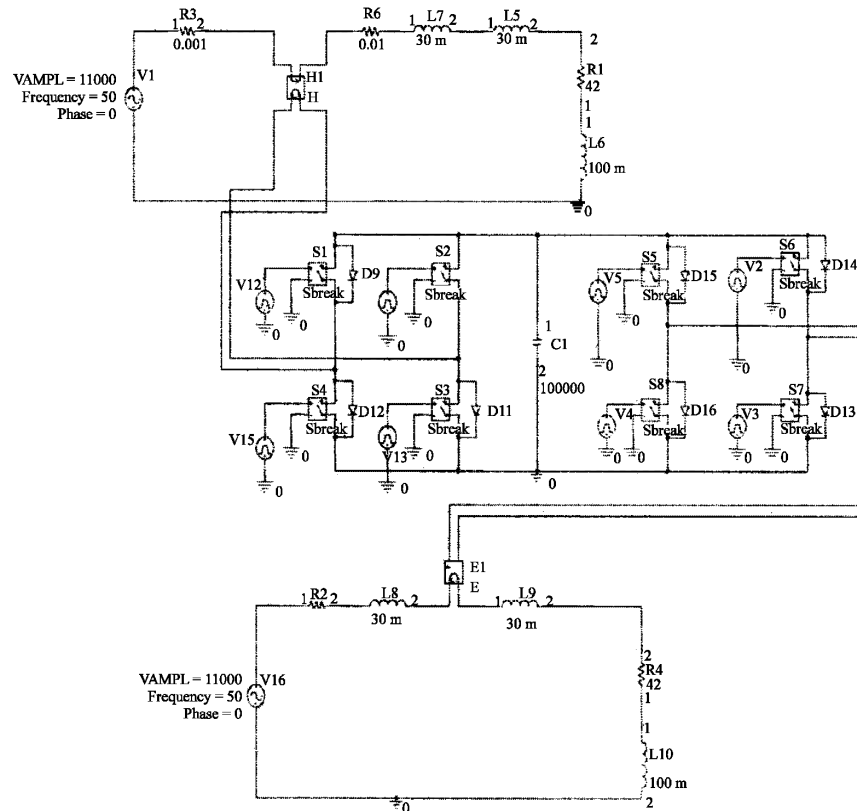 R3
1 2
0.001
V1
VAMPL = 11000
Frequency = 50
Phase = 0
H1
H
R6
0.01
L7
1 2
30 m
L5
1 2
30 m
2
R1
42
1
1
L6
100 m
0
S1
Sbreak
D9
V12
0
0
S2
Sbreak
0
0
1
C1
2
100000
0
S5
Sbreak
D15
V5
0
0
S6
Sbreak
D14
V2
0
0
S4
Sbreak
D12
V15
0
0
S3
Sbreak
D11
V13
0
0
S8
Sbreak
D16
V4
0
0
S7
Sbreak
D13
V3
0
0
E1
E
R2
1 2
L8
2
30 m
L9
1 2
30 m
VAMPL = 11000
Frequency = 50
Phase = 0
V16
2
R4
42
1
1
L10
100 m
2
0